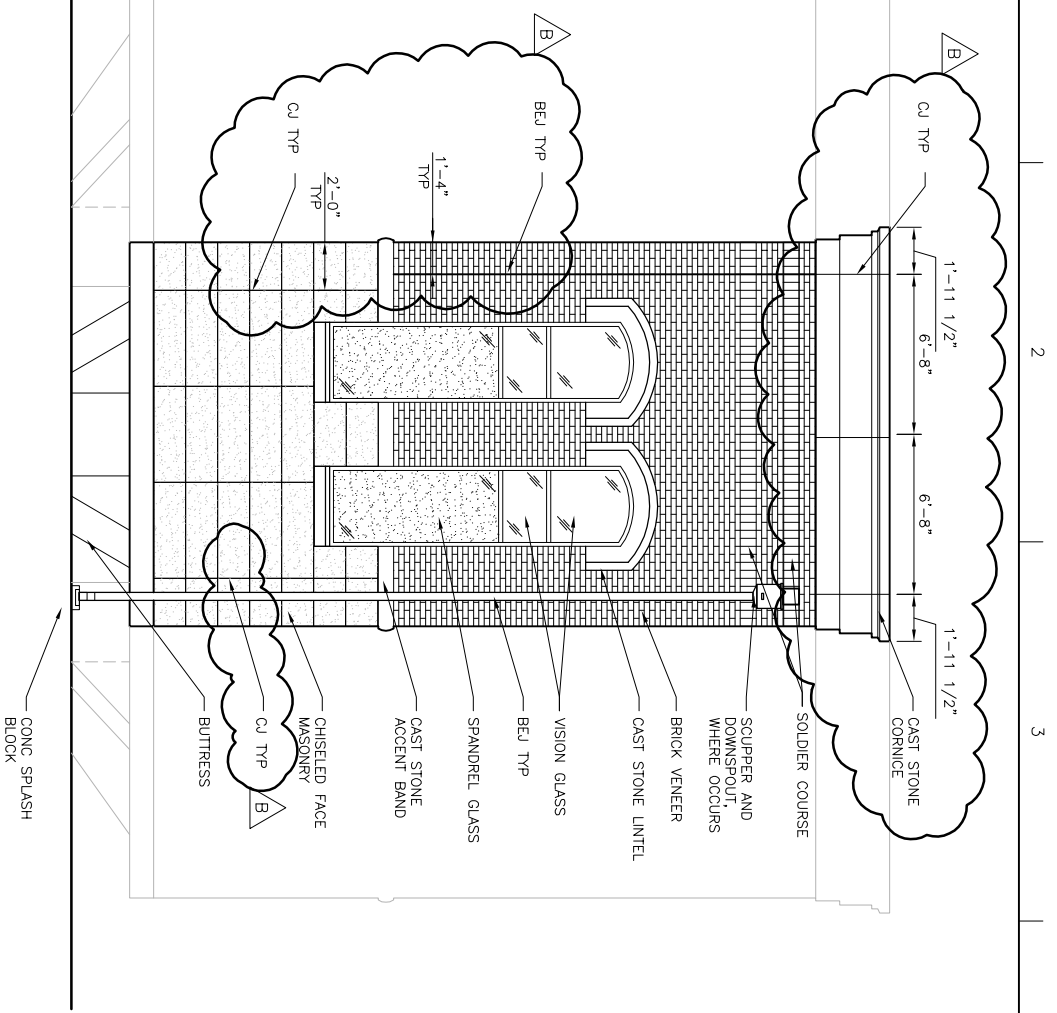 2
3
B
B
CJ TYP
BEJ TYP
CJ TYP
1'-4"
TYP
2'-0"
TYP
1'-11 1/2"
6'-8"
6'-8"
1'-11 1/2"
CAST STONE
CORNICE
SOLDIER COURSE
SCUPPER AND
DOWNSPOUT,
WHERE OCCURS
BRICK VENEER
CAST STONE LINTEL
VISION GLASS
BEJ TYP
SPANDREL GLASS
CAST STONE
ACCENT BAND
CHISELED FACE
MASONRY
CJ TYP
B
BUTTRESS
CONC SPLASH
BLOCK